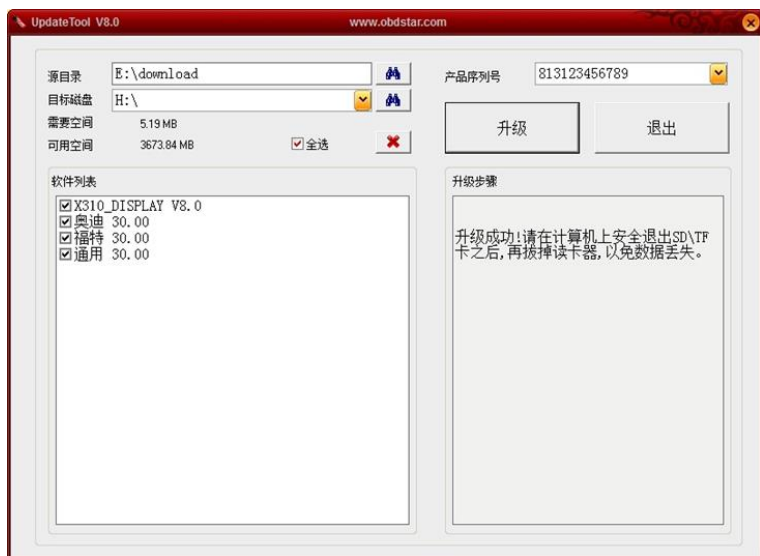 UpdateTool V8.0 www.obdstar.com
源目录 E:\download
产品序列号 813123456789
目标磁盘 H:\
需要空间 5.19 MB
可用空间 3673.84 MB 全选
升级 退出
软件列表
X310_DISPLAY V8.0
奥迪 30.00
福特 30.00
通用 30.00
升级步骤
升级成功!请在计算机上安全退出SD\TF
卡之后,再拔掉读卡器,以免数据丢失。